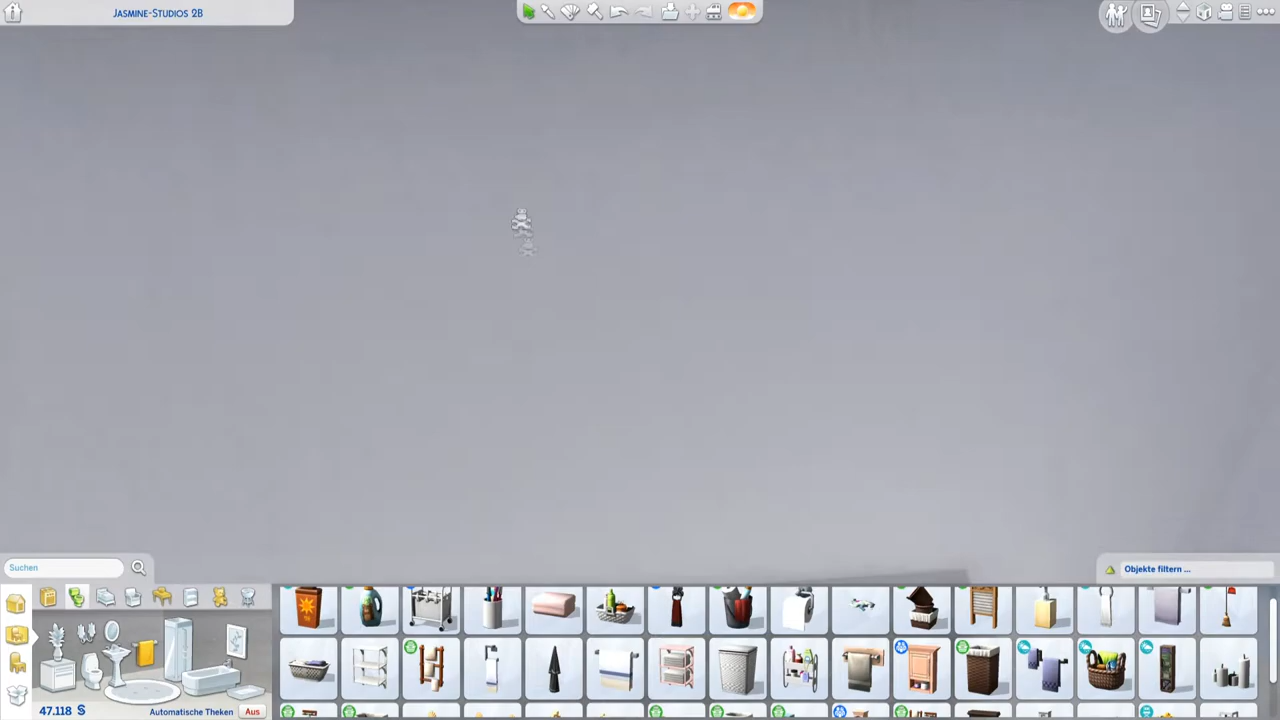 Jasmine-Studios 2B
Suchen
Objekte filtern ...
47.118 $
Automatische Theken
Aus